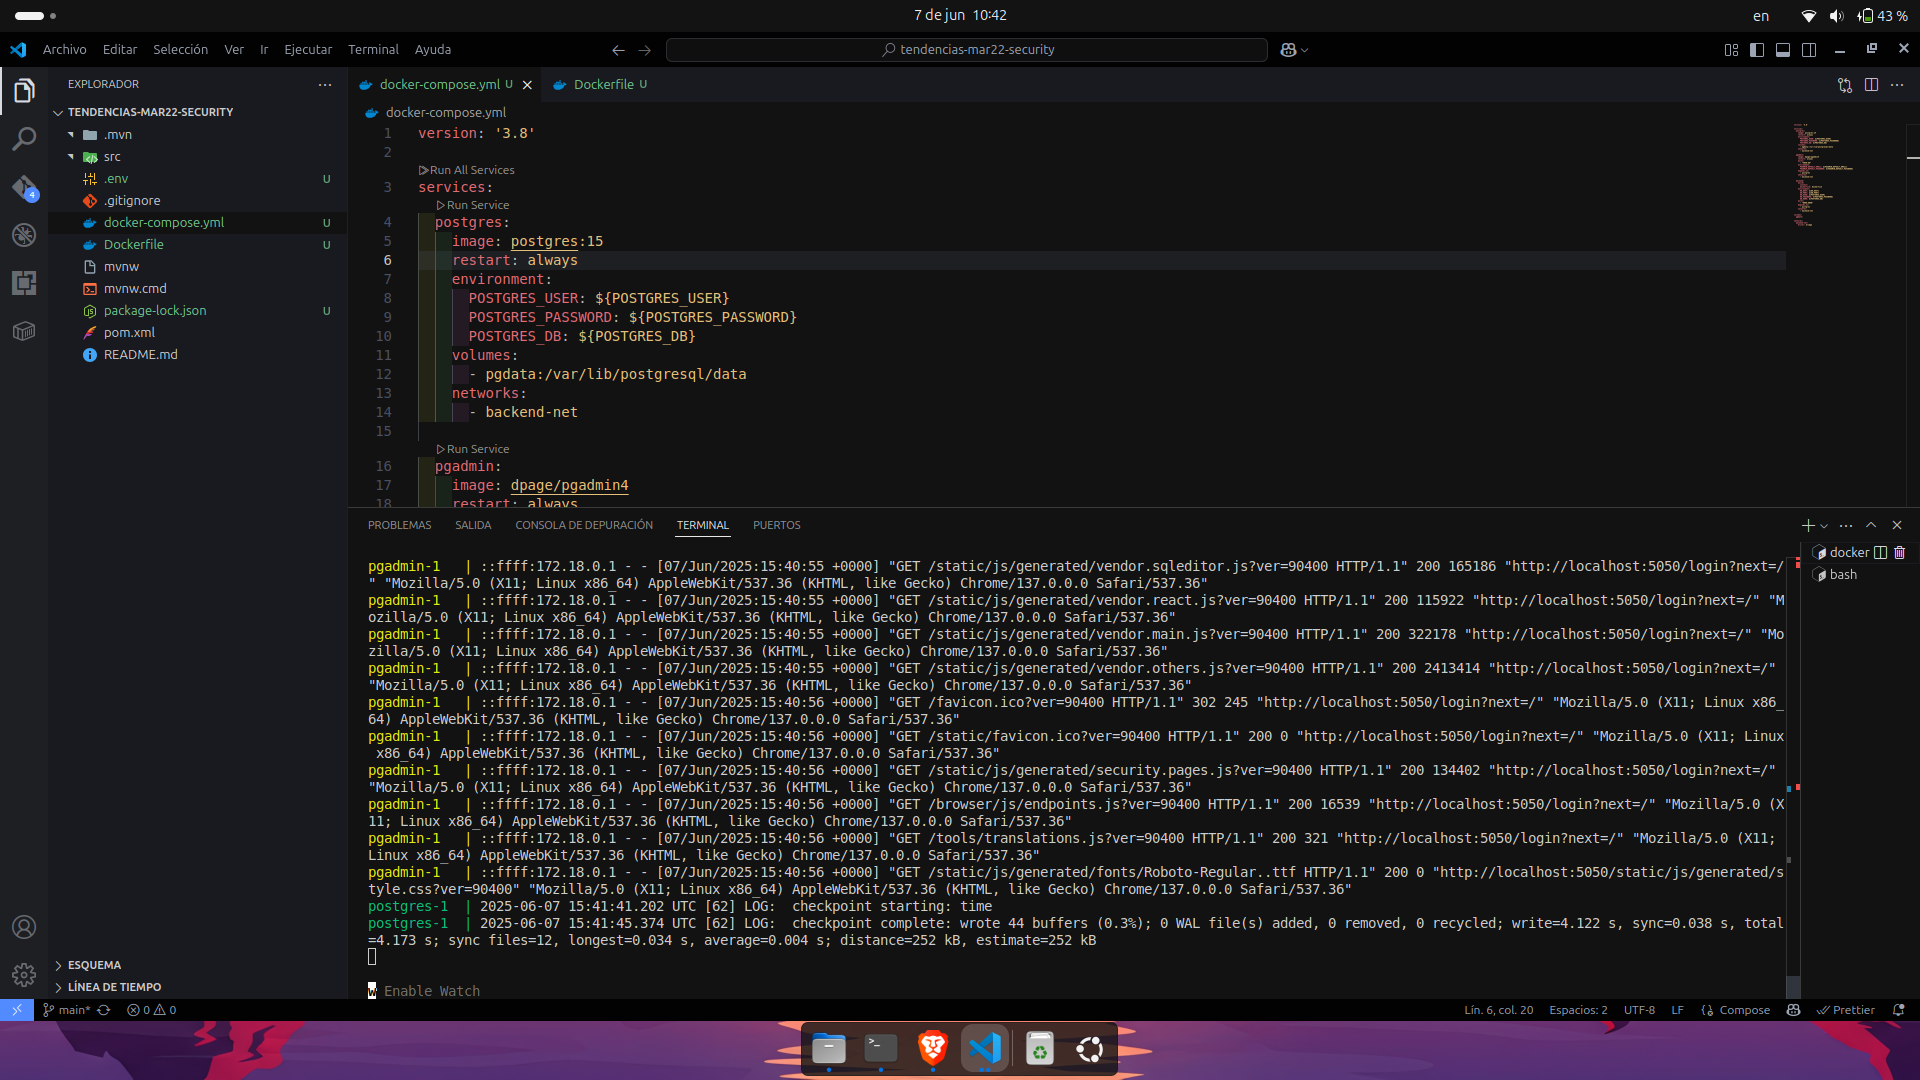 7 de jun 10:42
en
43 %
Archivo Editar Selección Ver Ir Ejecutar Terminal Ayuda
tendencias-mar22-security
EXPLORADOR
TENDENCIAS-MAR22-SECURITY
.mvn
src
.env U
.gitignore
docker-compose.yml U
Dockerfile U
mvnw
mvnw.cmd
package-lock.json U
pom.xml
README.md
4
ESQUEMA
LÍNEA DE TIEMPO
docker-compose.yml U
Dockerfile U
docker-compose.yml
1 version: '3.8'
2
Run All Services
3 services:
Run Service
4 postgres:
5 image: postgres:15
6 restart: always
7 environment:
8 POSTGRES_USER: ${POSTGRES_USER}
9 POSTGRES_PASSWORD: ${POSTGRES_PASSWORD}
10 POSTGRES_DB: ${POSTGRES_DB}
11 volumes:
12 - pgdata:/var/lib/postgresql/data
13 networks:
14 - backend-net
15
Run Service
16 pgadmin:
17 image: dpage/pgadmin4
18 restart: always
PROBLEMAS SALIDA CONSOLA DE DEPURACIÓN TERMINAL PUERTOS
docker
bash
pgadmin-1 | ::ffff:172.18.0.1 - - [07/Jun/2025:15:40:55 +0000] "GET /static/js/generated/vendor.sqleditor.js?ver=90400 HTTP/1.1" 200 165186 "http://localhost:5050/login?next=/
" "Mozilla/5.0 (X11; Linux x86_64) AppleWebKit/537.36 (KHTML, like Gecko) Chrome/137.0.0.0 Safari/537.36"
pgadmin-1 | ::ffff:172.18.0.1 - - [07/Jun/2025:15:40:55 +0000] "GET /static/js/generated/vendor.react.js?ver=90400 HTTP/1.1" 200 115922 "http://localhost:5050/login?next=/" "M
ozilla/5.0 (X11; Linux x86_64) AppleWebKit/537.36 (KHTML, like Gecko) Chrome/137.0.0.0 Safari/537.36"
pgadmin-1 | ::ffff:172.18.0.1 - - [07/Jun/2025:15:40:55 +0000] "GET /static/js/generated/vendor.main.js?ver=90400 HTTP/1.1" 200 322178 "http://localhost:5050/login?next=/" "Mo
zilla/5.0 (X11; Linux x86_64) AppleWebKit/537.36 (KHTML, like Gecko) Chrome/137.0.0.0 Safari/537.36"
pgadmin-1 | ::ffff:172.18.0.1 - - [07/Jun/2025:15:40:55 +0000] "GET /static/js/generated/vendor.others.js?ver=90400 HTTP/1.1" 200 2413414 "http://localhost:5050/login?next=/"
"Mozilla/5.0 (X11; Linux x86_64) AppleWebKit/537.36 (KHTML, like Gecko) Chrome/137.0.0.0 Safari/537.36"
pgadmin-1 | ::ffff:172.18.0.1 - - [07/Jun/2025:15:40:56 +0000] "GET /favicon.ico?ver=90400 HTTP/1.1" 302 245 "http://localhost:5050/login?next=/" "Mozilla/5.0 (X11; Linux x86_
64) AppleWebKit/537.36 (KHTML, like Gecko) Chrome/137.0.0.0 Safari/537.36"
pgadmin-1 | ::ffff:172.18.0.1 - - [07/Jun/2025:15:40:56 +0000] "GET /static/favicon.ico?ver=90400 HTTP/1.1" 200 0 "http://localhost:5050/login?next=/" "Mozilla/5.0 (X11; Linux
x86_64) AppleWebKit/537.36 (KHTML, like Gecko) Chrome/137.0.0.0 Safari/537.36"
pgadmin-1 | ::ffff:172.18.0.1 - - [07/Jun/2025:15:40:56 +0000] "GET /static/js/generated/security.pages.js?ver=90400 HTTP/1.1" 200 134402 "http://localhost:5050/login?next=/"
"Mozilla/5.0 (X11; Linux x86_64) AppleWebKit/537.36 (KHTML, like Gecko) Chrome/137.0.0.0 Safari/537.36"
pgadmin-1 | ::ffff:172.18.0.1 - - [07/Jun/2025:15:40:56 +0000] "GET /browser/js/endpoints.js?ver=90400 HTTP/1.1" 200 16539 "http://localhost:5050/login?next=/" "Mozilla/5.0 (X
11; Linux x86_64) AppleWebKit/537.36 (KHTML, like Gecko) Chrome/137.0.0.0 Safari/537.36"
pgadmin-1 | ::ffff:172.18.0.1 - - [07/Jun/2025:15:40:56 +0000] "GET /tools/translations.js?ver=90400 HTTP/1.1" 200 321 "http://localhost:5050/login?next=/" "Mozilla/5.0 (X11;
Linux x86_64) AppleWebKit/537.36 (KHTML, like Gecko) Chrome/137.0.0.0 Safari/537.36"
pgadmin-1 | ::ffff:172.18.0.1 - - [07/Jun/2025:15:40:56 +0000] "GET /static/js/generated/fonts/Roboto-Regular..ttf HTTP/1.1" 200 0 "http://localhost:5050/static/js/generated/s
tyle.css?ver=90400" "Mozilla/5.0 (X11; Linux x86_64) AppleWebKit/537.36 (KHTML, like Gecko) Chrome/137.0.0.0 Safari/537.36"
postgres-1 | 2025-06-07 15:41:41.202 UTC [62] LOG: checkpoint starting: time
postgres-1 | 2025-06-07 15:41:45.374 UTC [62] LOG: checkpoint complete: wrote 44 buffers (0.3%); 0 WAL file(s) added, 0 removed, 0 recycled; write=4.122 s, sync=0.038 s, total
=4.173 s; sync files=12, longest=0.034 s, average=0.004 s; distance=252 kB, estimate=252 kB
w Enable Watch
main* 0 0
Lín. 6, col. 20 Espacios: 2 UTF-8 LF Compose Prettier